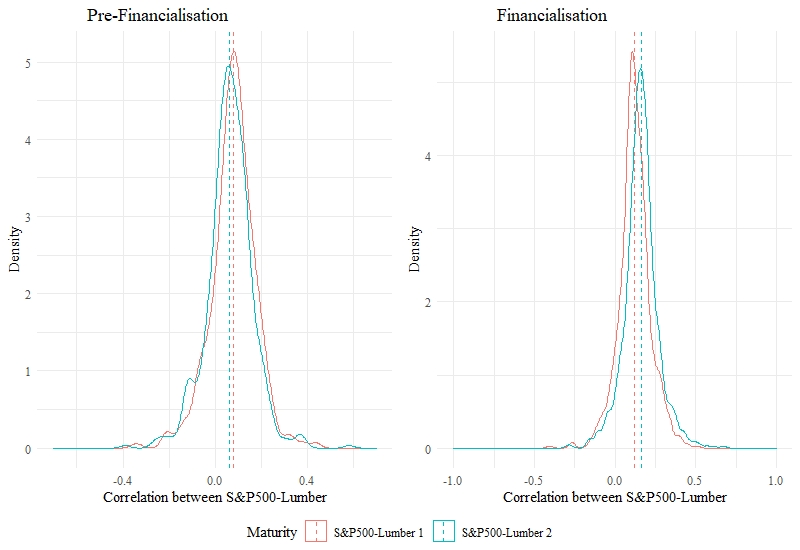 Pre-Financialisation
Financialisation
Density
5
4
3
2
1
0
-0.4
0.0
0.4
Correlation between S&P500-Lumber
Density
4
2
0
-1.0
-0.5
0.0
0.5
1.0
Correlation between S&P500-Lumber
Maturity
S&P500-Lumber 1
S&P500-Lumber 2